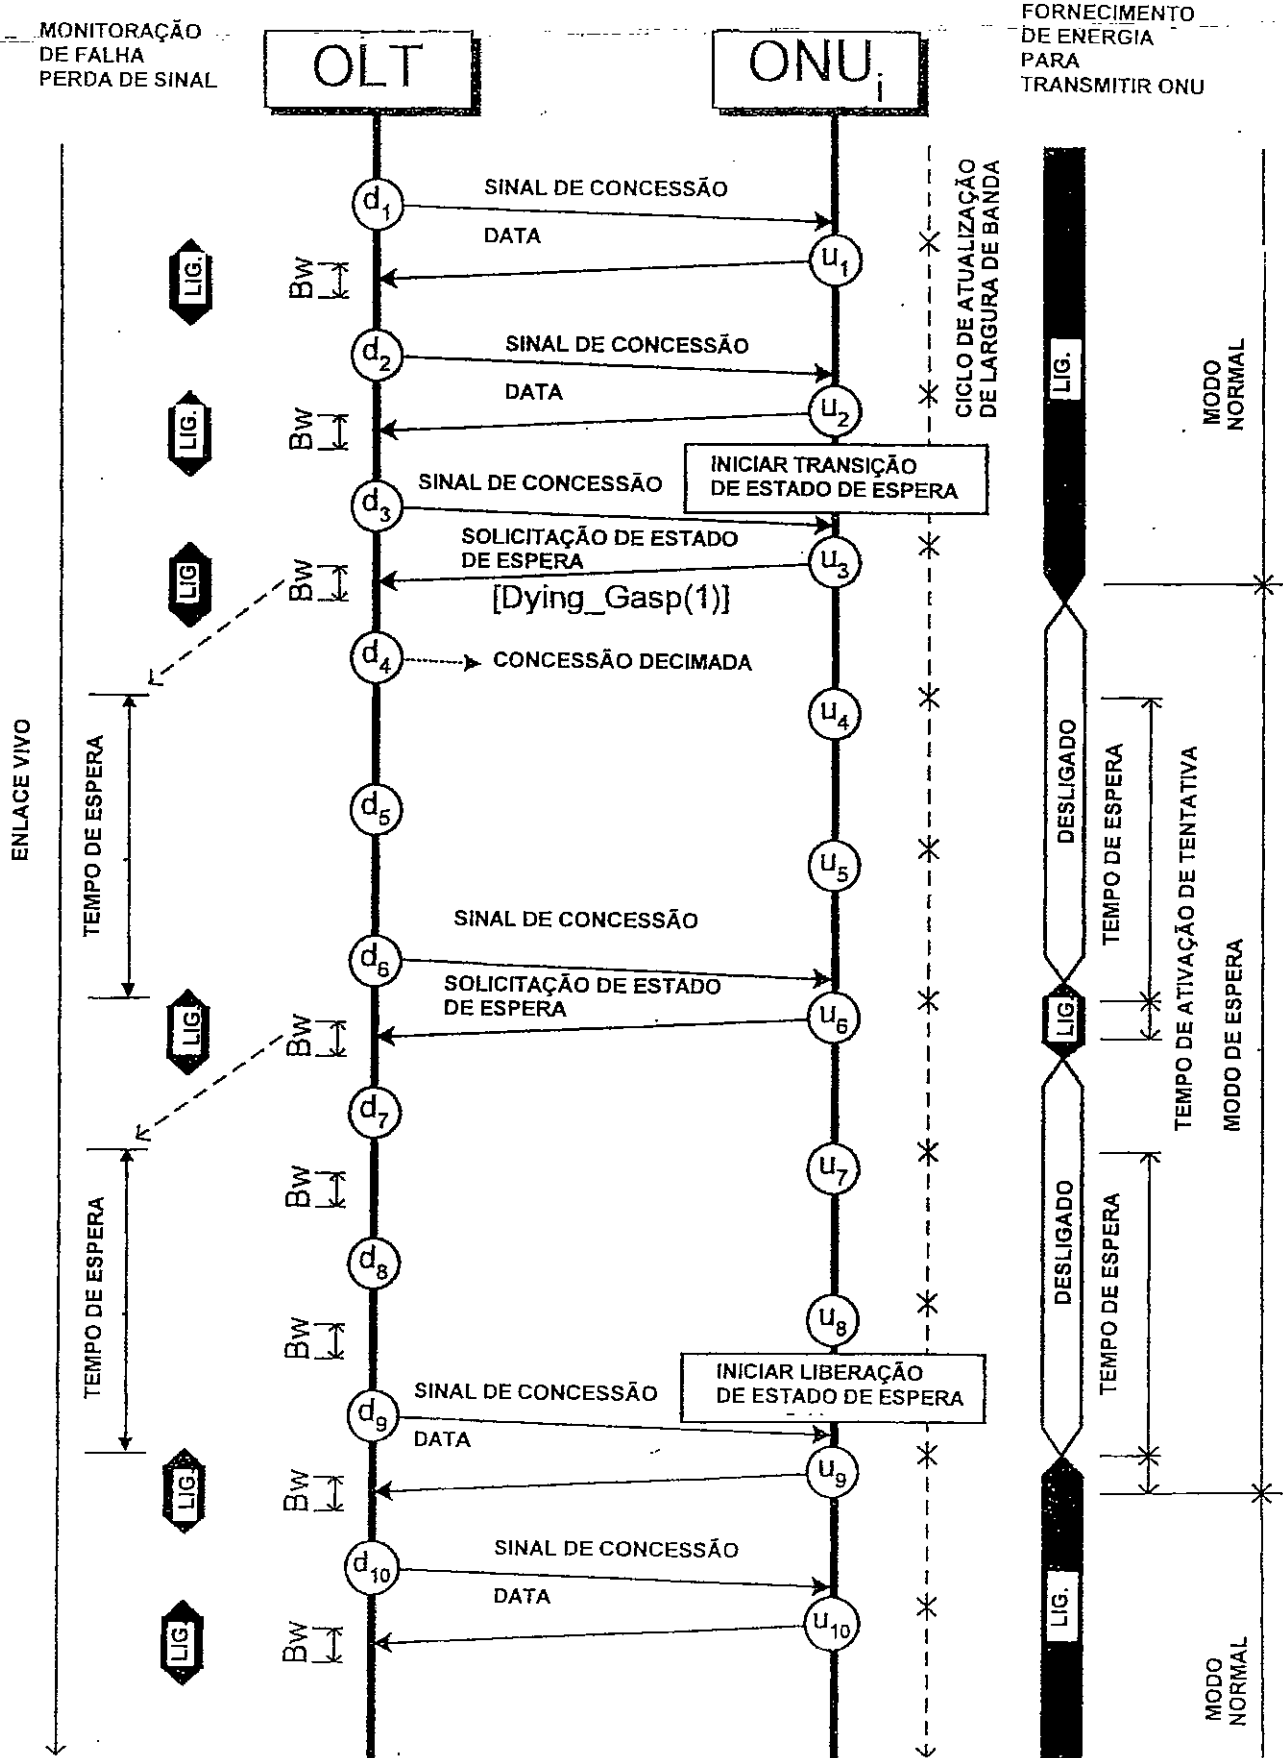 MONITORAÇÃO
DE FALHA
PERDA DE SINAL
OLT
ONU i
FORNECIMENTO
DE ENERGIA
PARA
TRANSMITIR ONU
d1
SINAL DE CONCESSÃO
DATA
u1
LIG.
Bw
CICLO DE ATUALIZAÇÃO
DE LARGURA DE BANDA
d2
SINAL DE CONCESSÃO
DATA
u2
LIG.
Bw
LIG.
MODO
NORMAL
INICIAR TRANSIÇÃO
DE ESTADO DE ESPERA
d3
SINAL DE CONCESSÃO
SOLICITAÇÃO DE ESTADO
DE ESPERA
u3
LIG
Bw
[Dying_Gasp(1)]
d4
CONCESSÃO DECIMADA
u4
ENLACE VIVO
TEMPO DE ESPERA
d5
u5
DESLIGADO
TEMPO DE ESPERA
TEMPO DE ATIVAÇÃO DE TENTATIVA
MODO DE ESPERA
SINAL DE CONCESSÃO
d6
SOLICITAÇÃO DE ESTADO
DE ESPERA
u6
LIG.
Bw
LIG.
d7
u7
Bw
TEMPO DE ESPERA
d8
u8
Bw
DESLIGADO
TEMPO DE ESPERA
INICIAR LIBERAÇÃO
DE ESTADO DE ESPERA
SINAL DE CONCESSÃO
d9
DATA
u9
LIG.
Bw
d10
SINAL DE CONCESSÃO
DATA
u10
LIG.
Bw
LIG.
MODO
NORMAL